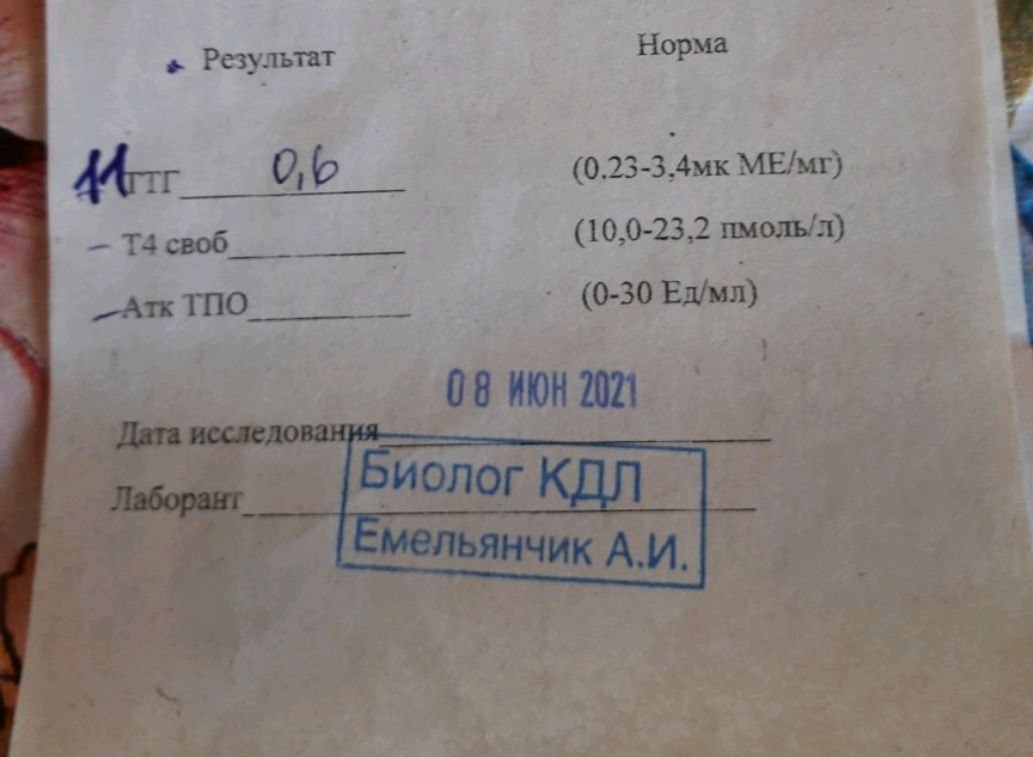 Результат Норма
11 ТТГ 0,6 (0.23-3,4мк МЕ/мг)
– Т4 своб (10,0-23,2 пмоль/л)
– Атк ТПО (0-30 Ед/мл)
08 ИЮН 2021
Дата исследования
Биолог КДЛ
Лаборант
Емельянчик А.И.